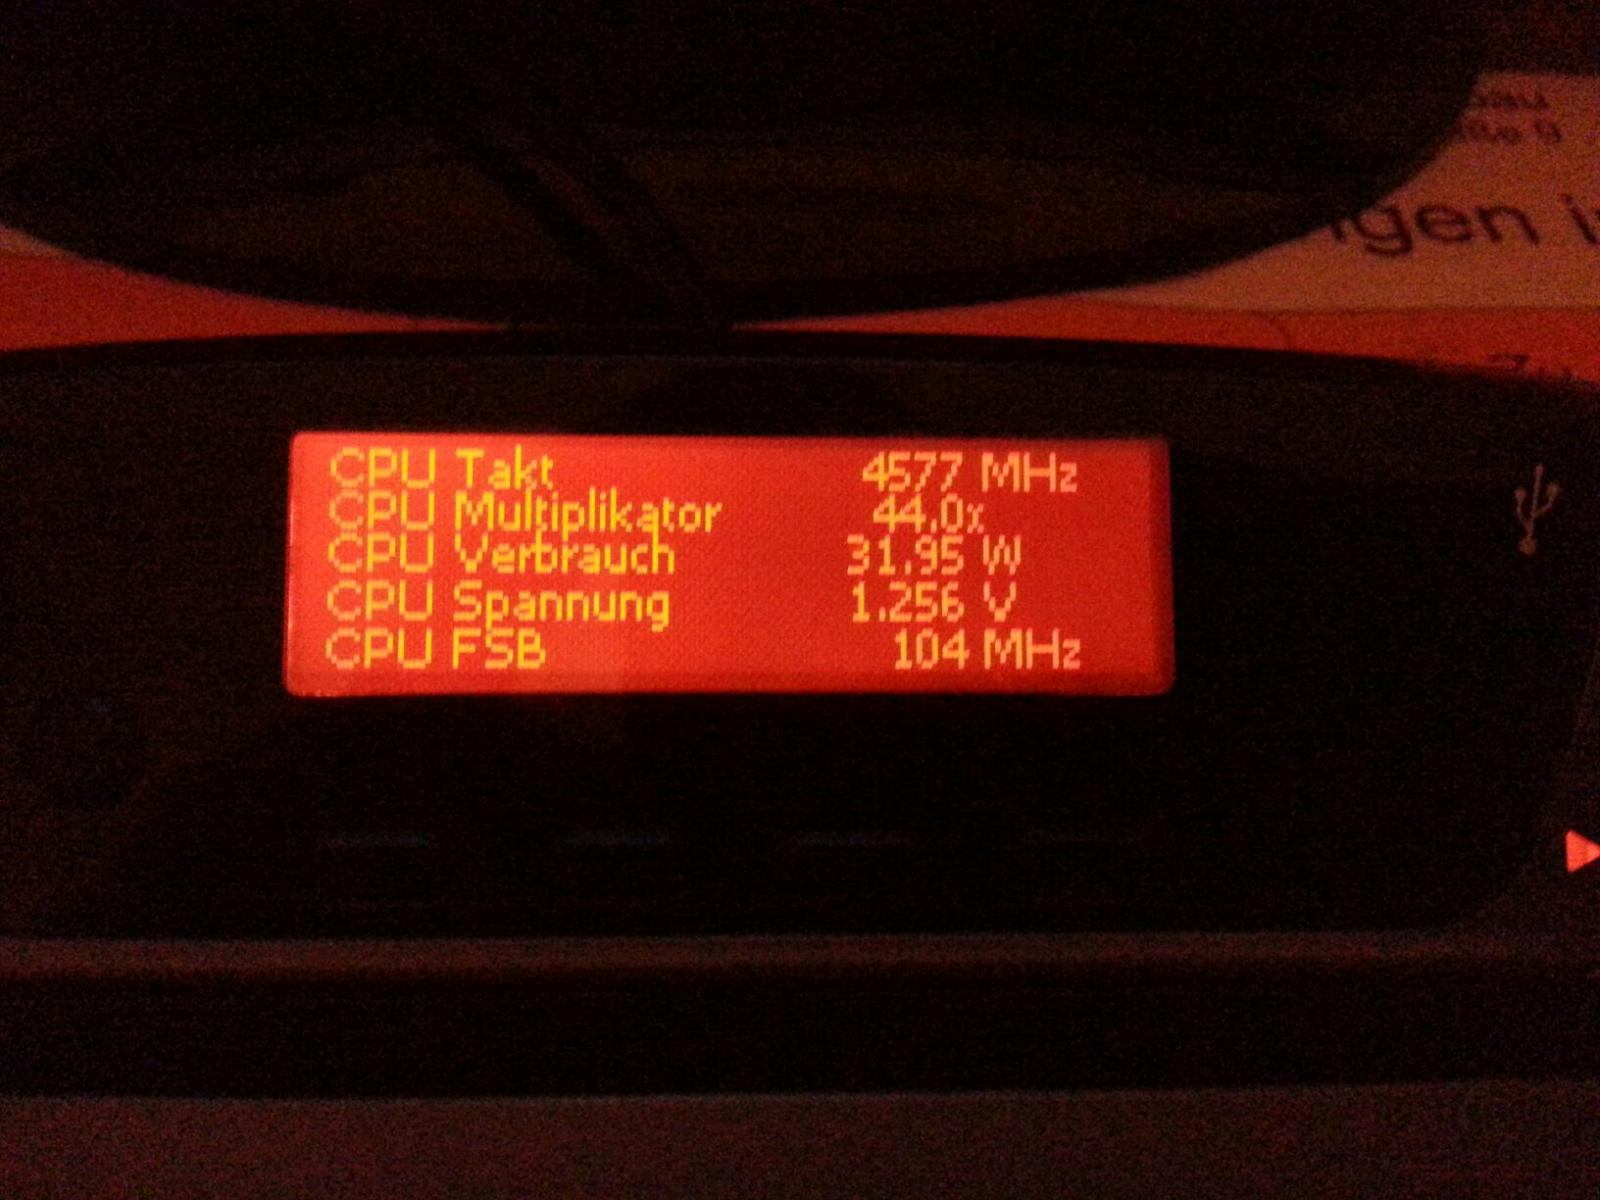 ngen i
CPU Takt 4577 MHz
CPU Multiplikator 44.0x
CPU Verbrauch 31.95 W
CPU Spannung 1.256 V
CPU FSB 104 MHz